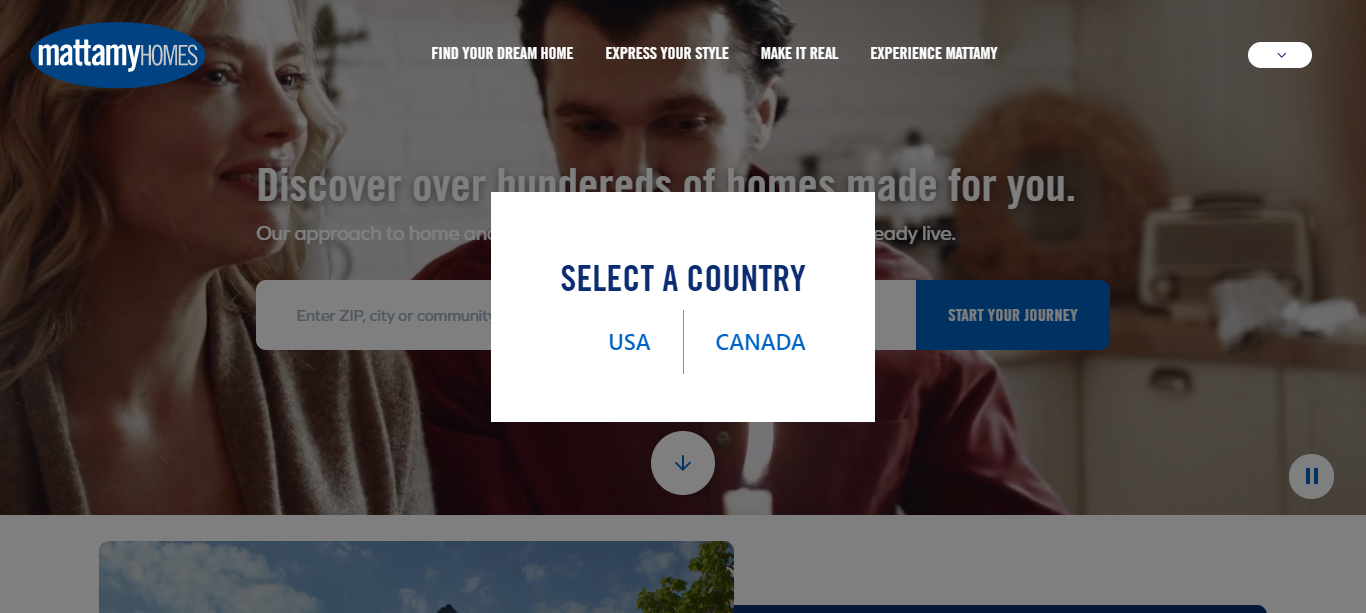 mattamyHOMES
FIND YOUR DREAM HOME
EXPRESS YOUR STYLE
MAKE IT REAL
EXPERIENCE MATTAMY
Discover over hundereds of homes made for you.
Our approach to home and
eady live.
Enter ZIP, city or community
START YOUR JOURNEY
SELECT A COUNTRY
USA
CANADA